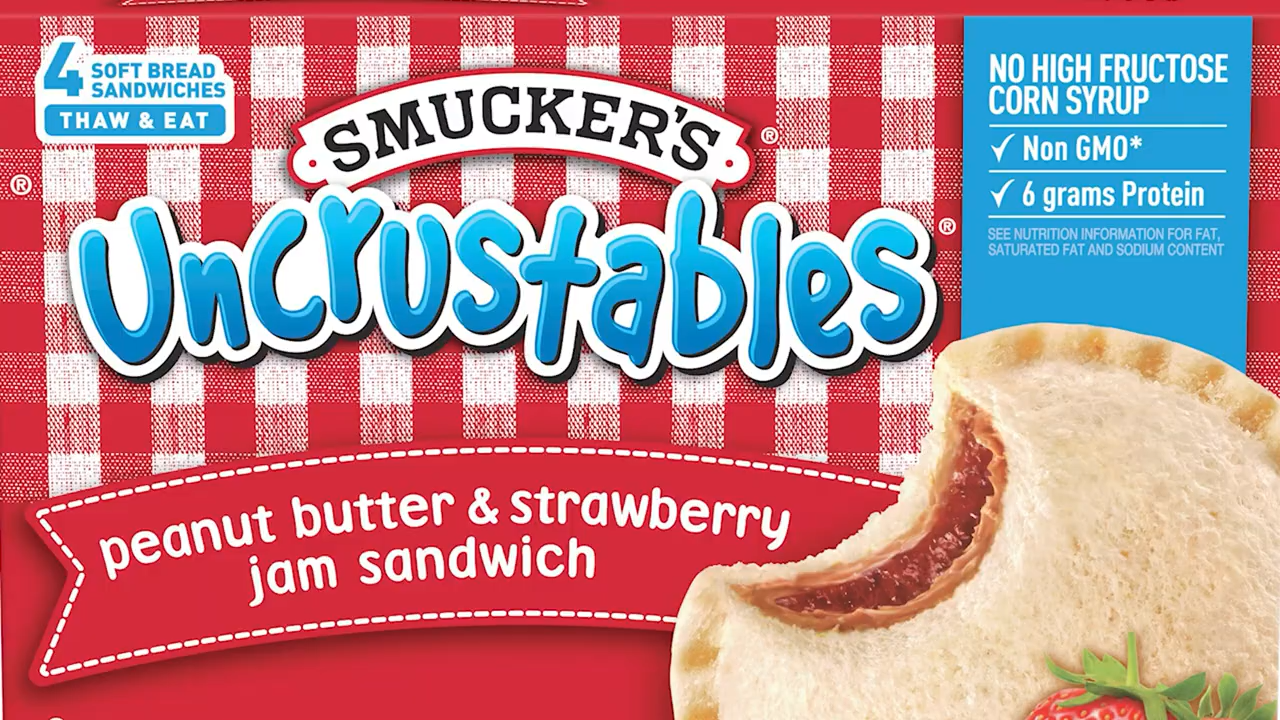 4 SOFT BREAD
SANDWICHES
THAW & EAT
SMUCKER'S®
®
Uncrustables®
peanut butter & strawberry
jam sandwich
NO HIGH FRUCTOSE
CORN SYRUP
✓ Non GMO*
✓ 6 grams Protein
SEE NUTRITION INFORMATION FOR FAT,
SATURATED FAT AND SODIUM CONTENT